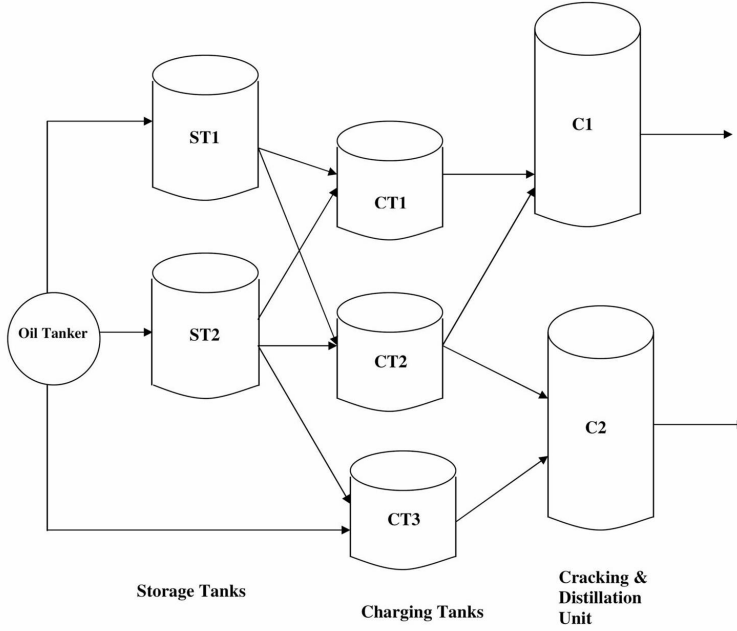 C1
ST1
CT1
Oil Tanker
ST2
CT2
C2
CT3
Storage Tanks
Charging Tanks
Cracking &
Distillation
Unit